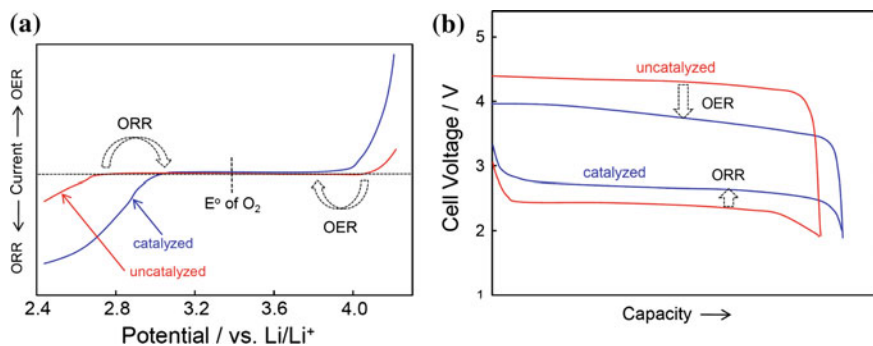 (a)
ORR ← Current → OER
ORR
E° of O₂
OER
catalyzed
uncatalyzed
2.4 2.8 3.2 3.6 4.0
Potential / vs. Li/Li⁺
(b)
Cell Voltage / V
5
4
3
2
1
uncatalyzed
OER
catalyzed
ORR
Capacity →